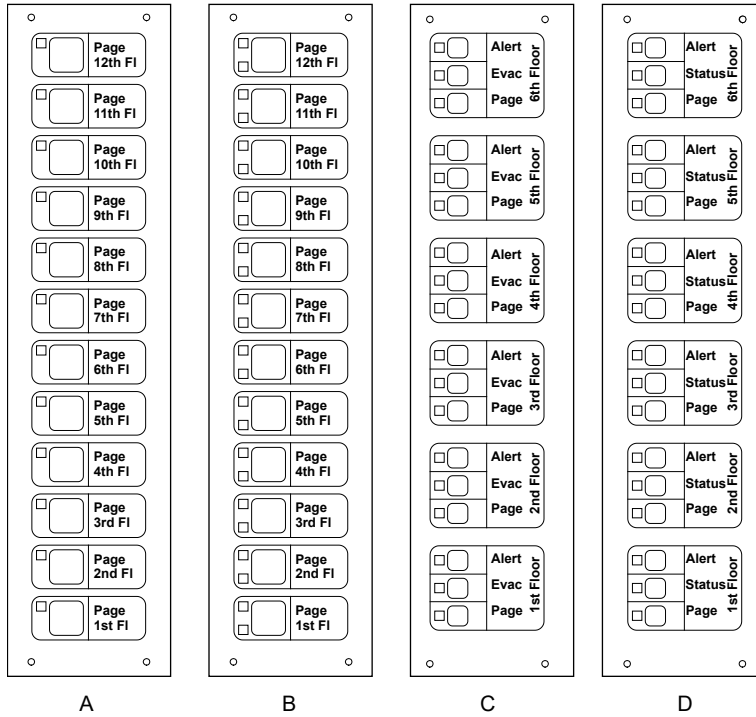 Page
12th Fl
Page
11th Fl
Page
10th Fl
Page
9th Fl
Page
8th Fl
Page
7th Fl
Page
6th Fl
Page
5th Fl
Page
4th Fl
Page
3rd Fl
Page
2nd Fl
Page
1st Fl
A
Page
12th Fl
Page
11th Fl
Page
10th Fl
Page
9th Fl
Page
8th Fl
Page
7th Fl
Page
6th Fl
Page
5th Fl
Page
4th Fl
Page
3rd Fl
Page
2nd Fl
Page
1st Fl
B
Alert
Evac
Page
6th Floor
Alert
Evac
Page
5th Floor
Alert
Evac
Page
4th Floor
Alert
Evac
Page
3rd Floor
Alert
Evac
Page
2nd Floor
Alert
Evac
Page
1st Floor
C
Alert
Status
Page
6th Floor
Alert
Status
Page
5th Floor
Alert
Status
Page
4th Floor
Alert
Status
Page
3rd Floor
Alert
Status
Page
2nd Floor
Alert
Status
Page
1st Floor
D